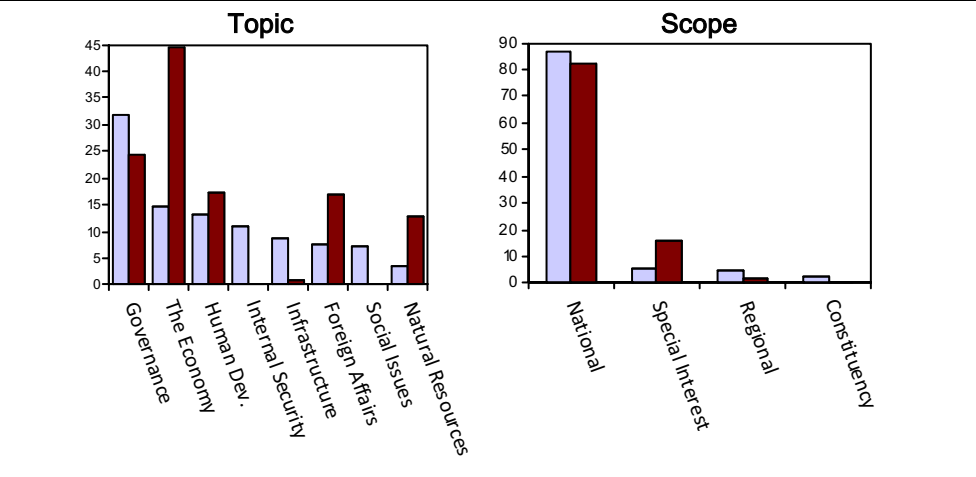 Topic
45
40
35
30
25
20
15
10
5
0
Governance
The Economy
Human Dev.
Internal Security
Infrastructure
Foreign Affairs
Social Issues
Natural Resources
Scope
90
80
70
60
50
40
30
20
10
0
National
Special Interest
Regional
Constituency